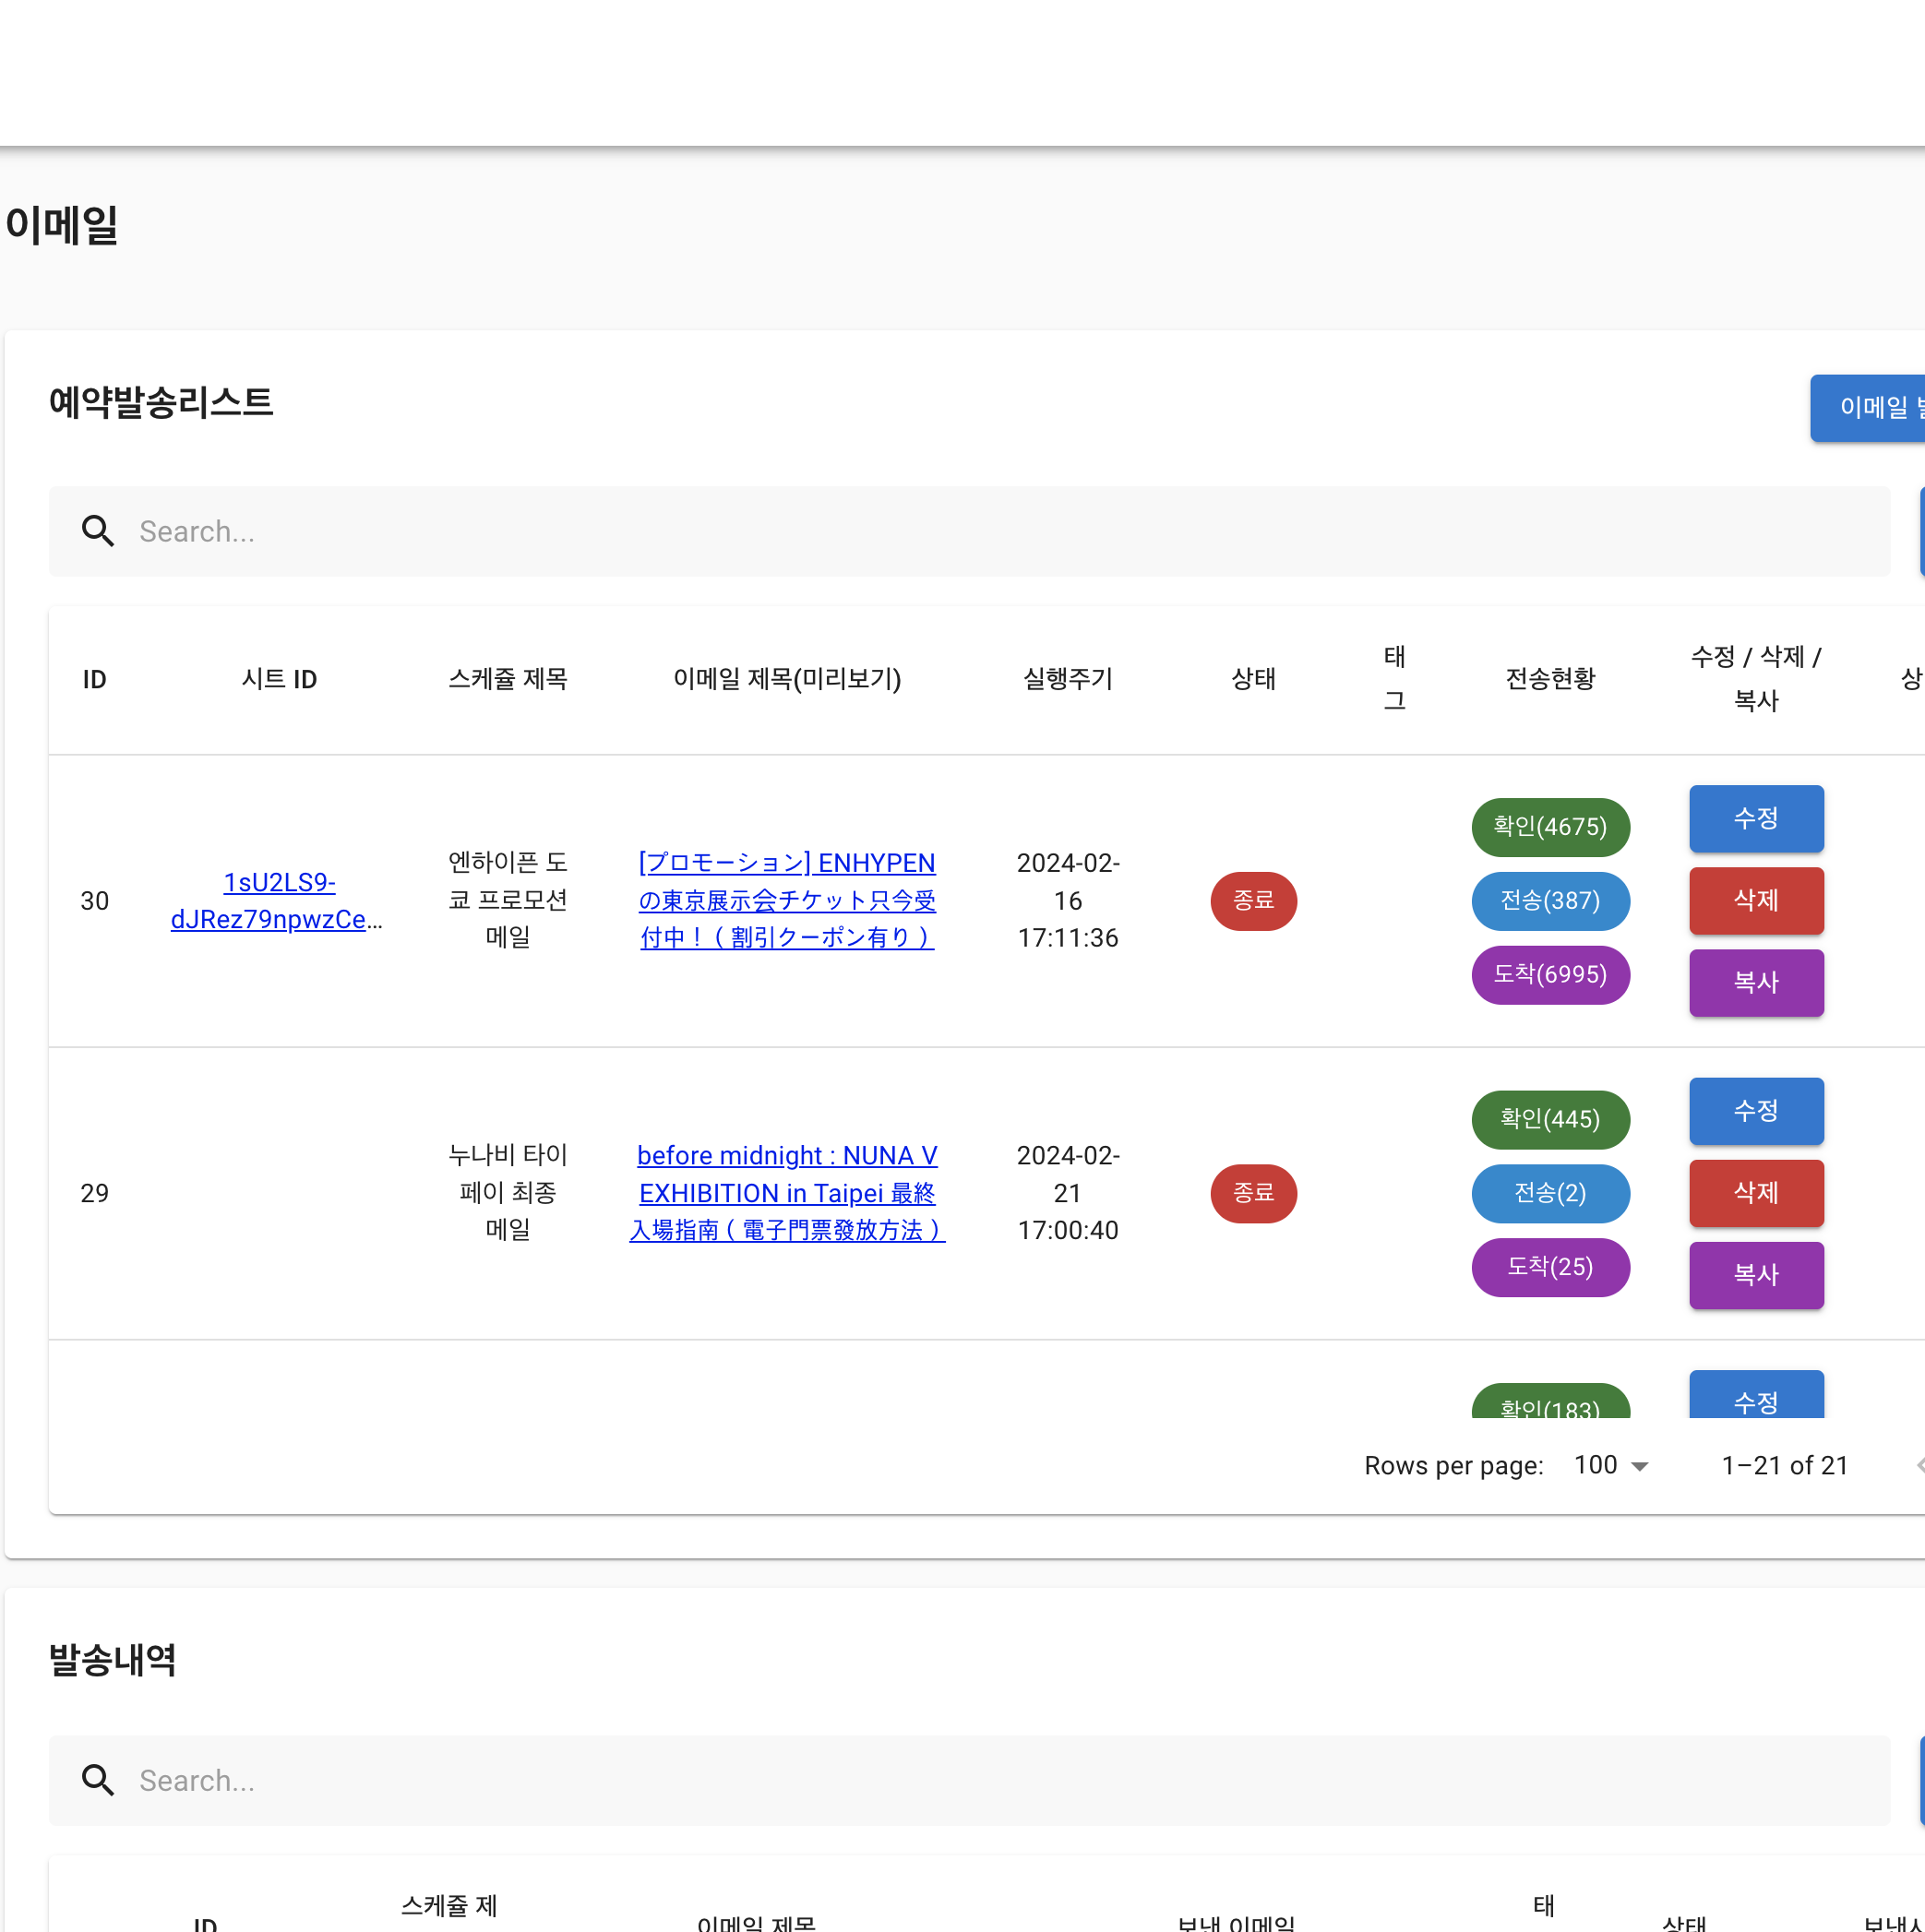 이메일
예약발송리스트
이메일
Search...
ID 시트 ID 스케쥴 제목 이메일 제목(미리보기) 실행주기 상태 태그 전송현황 수정 / 삭제 / 복사 상
30
1sU2LS9-
dJRez79npwzCe...
엔하이픈 도
쿄 프로모션
메일
[プロモーション] ENHYPEN
の東京展示会チケット只今受
付中！（割引クーポン有り）
2024-02-
16
17:11:36
종료
확인(4675)
전송(387)
도착(6995)
수정
삭제
복사
29
누나비 타이
페이 최종
메일
before midnight : NUNA V
EXHIBITION in Taipei 最終
入場指南（電子門票發放方法）
2024-02-
21
17:00:40
종료
확인(445)
전송(2)
도착(25)
수정
삭제
복사
확인(183)
수정
Rows per page: 100 1–21 of 21
발송내역
Search...
ID 스케쥴 제 이메일 제목 보낸 이메일 태 상태 보낸시